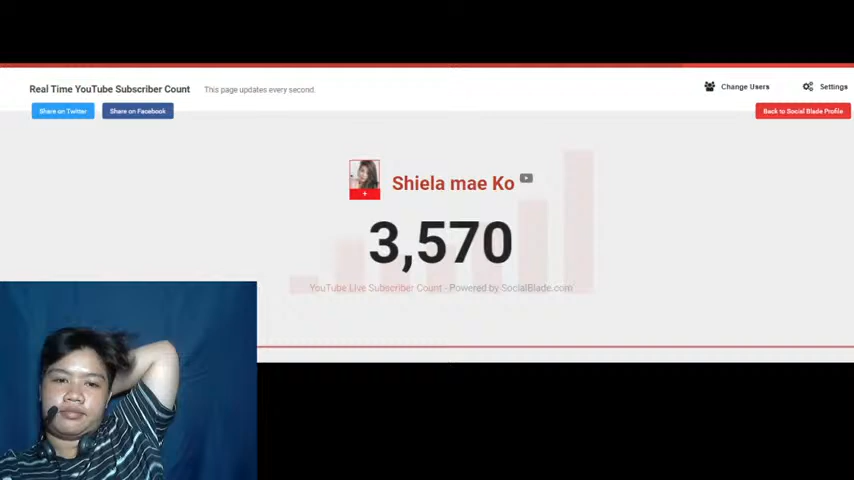 Real Time YouTube Subscriber Count
This page updates every second.
Change Users
Settings
Share on Twitter
Share on Facebook
Back to Social Blade Profile
Shiela mae Ko
3,570
YouTube Live Subscriber Count - Powered by SocialBlade.com